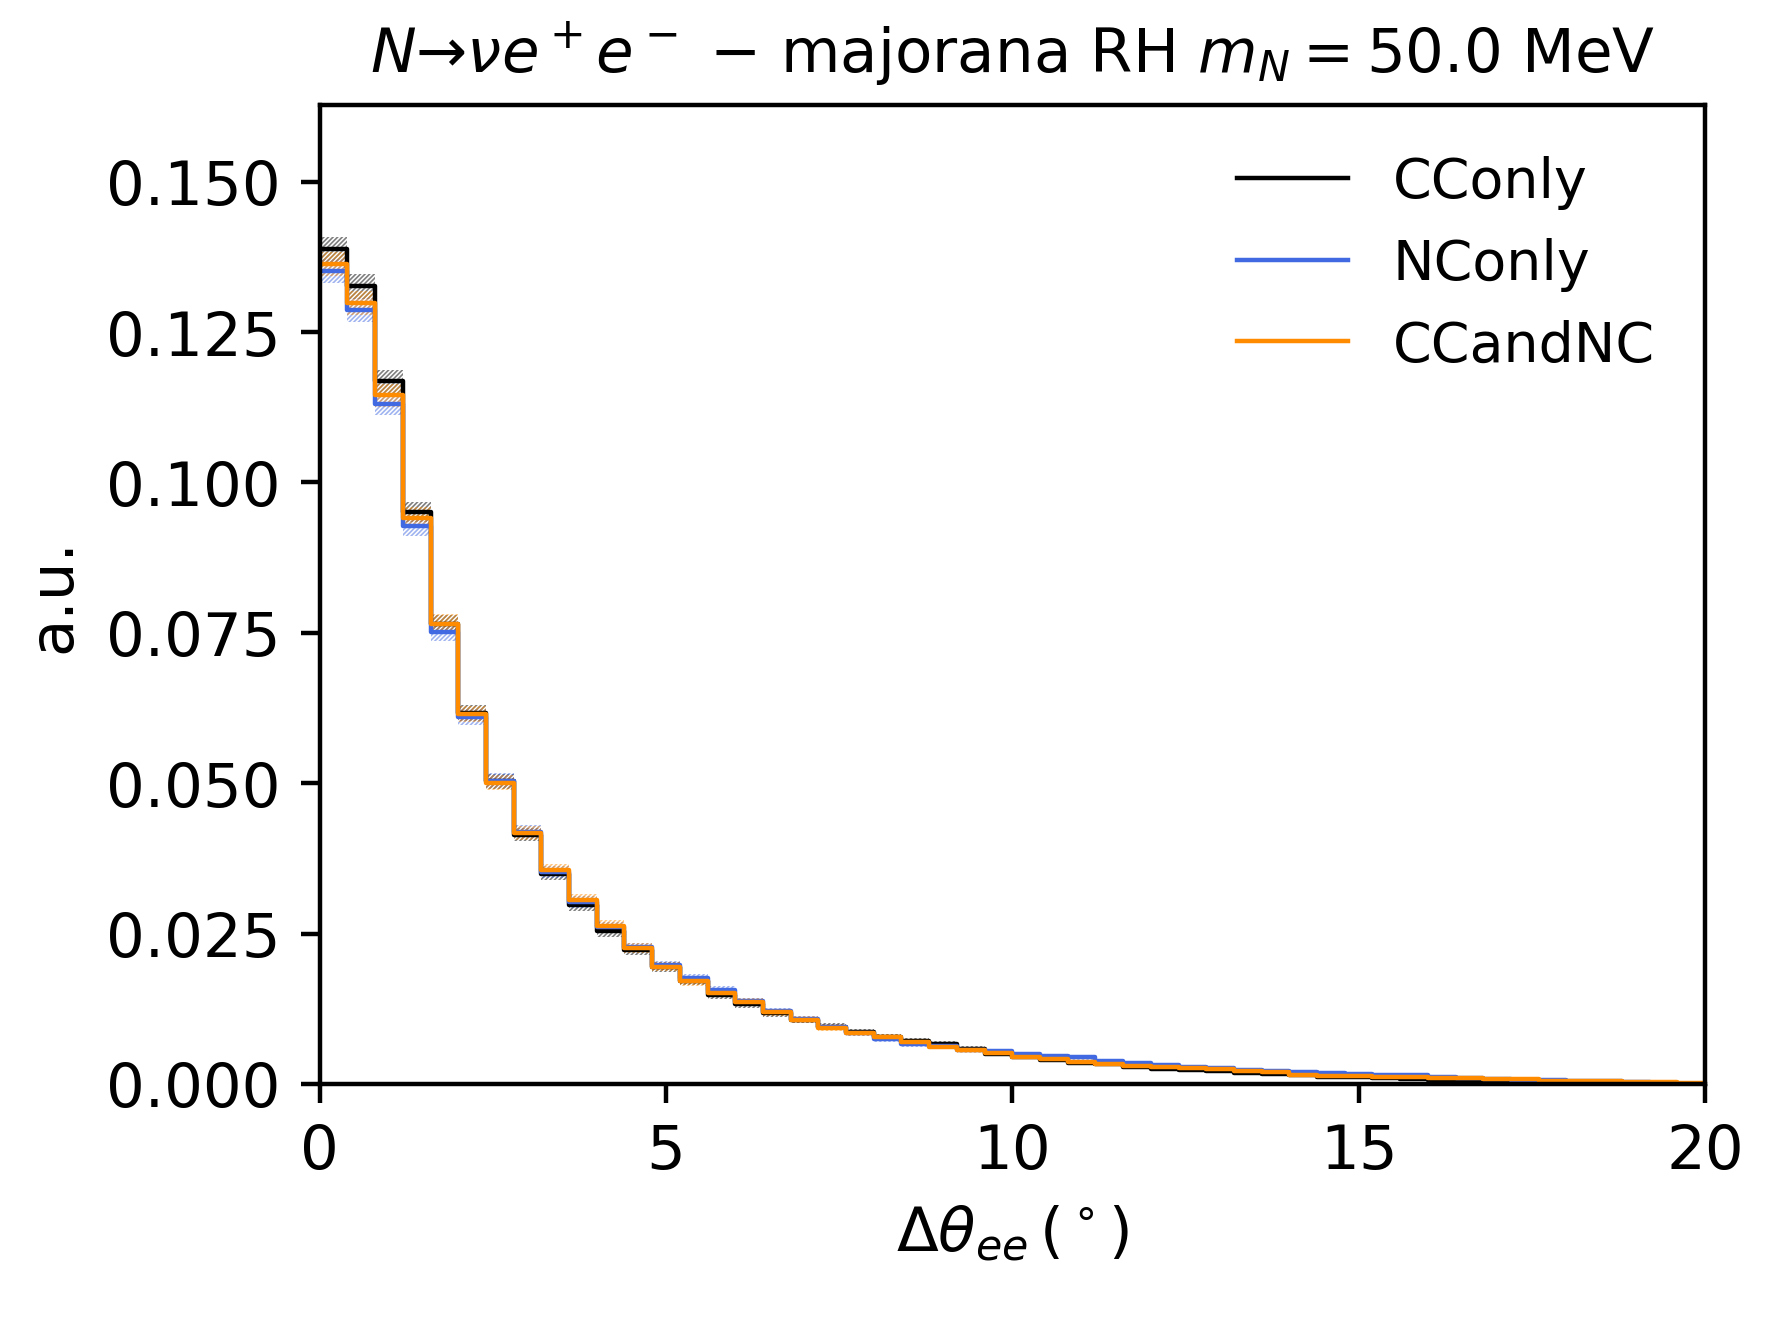 N→νe⁺e⁻ − majorana RH m_N = 50.0 MeV
CConly
NConly
CCandNC
0.150
0.125
0.100
0.075
0.050
0.025
0.000
a.u.
0 5 10 15 20
Δθ_ee (°)